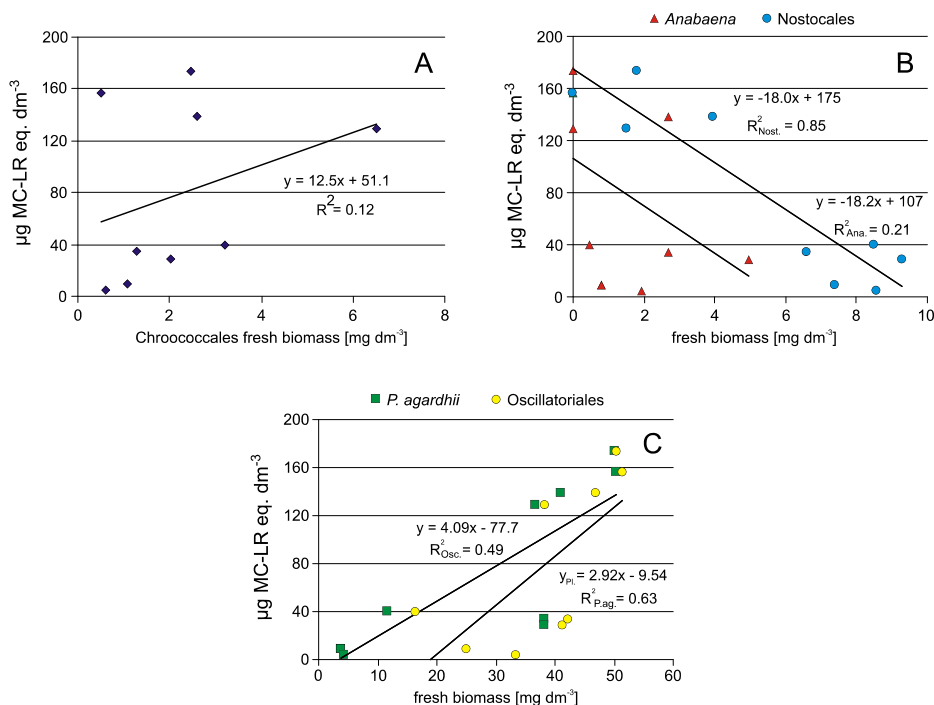 A
µg MC-LR eq. dm-3
200
160
120
80
40
0
y = 12.5x + 51.1
R2 = 0.12
0 2 4 6 8
Chroococcales fresh biomass [mg dm-3]
Anabaena Nostocales
B
µg MC-LR eq. dm-3
200
160
120
80
40
0
y = -18.0x + 175
R2Nost. = 0.85
y = -18.2x + 107
R2Ana. = 0.21
0 2 4 6 8 10
fresh biomass [mg dm-3]
P. agardhii Oscillatoriales
C
µg MC-LR eq. dm-3
200
160
120
80
40
0
y = 4.09x - 77.7
R2Osc. = 0.49
yPl. = 2.92x - 9.54
R2P.ag. = 0.63
0 10 20 30 40 50 60
fresh biomass [mg dm-3]